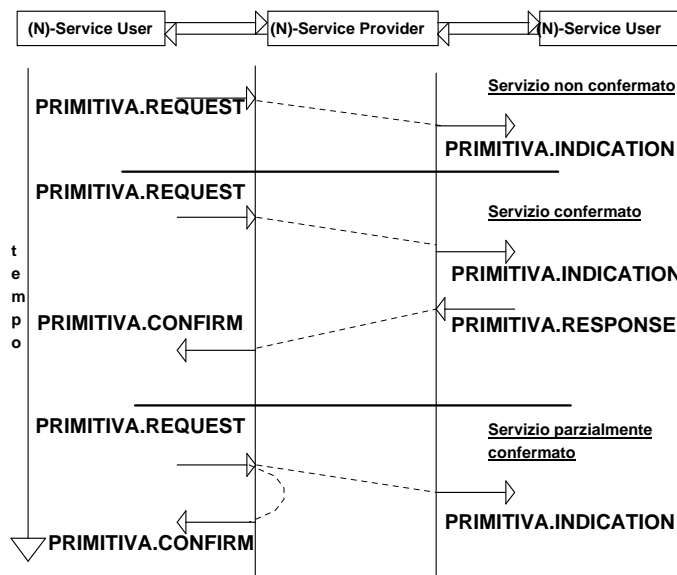 (N)-Service User
(N)-Service Provider
(N)-Service User
Servizio non confermato
PRIMITIVA.REQUEST
PRIMITIVA.INDICATION
PRIMITIVA.REQUEST
Servizio confermato
tempo
PRIMITIVA.INDICATION
PRIMITIVA.CONFIRM
PRIMITIVA.RESPONSE
PRIMITIVA.REQUEST
Servizio parzialmente
confermato
PRIMITIVA.INDICATION
PRIMITIVA.CONFIRM